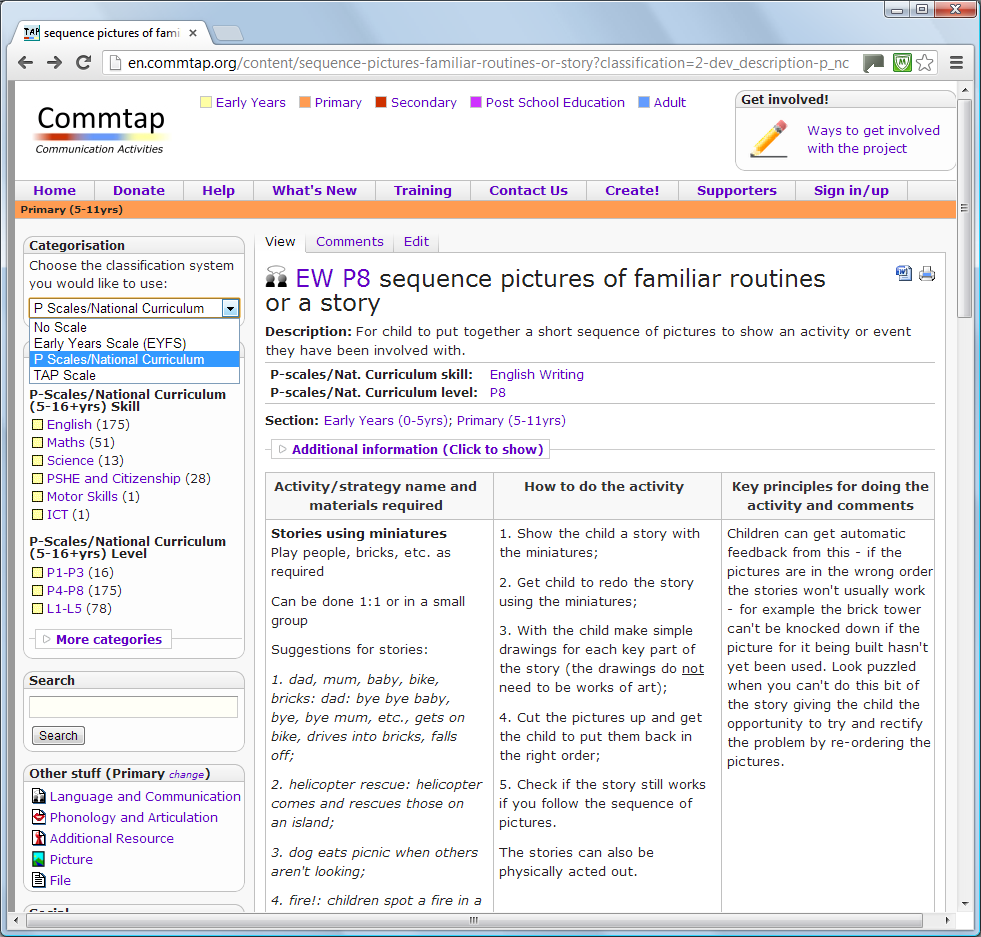 sequence pictures of fami
en.commtap.org/content/sequence-pictures-familiar-routines-or-story?classification=2-dev_description-p_nc
Commtap
Communication Activities
Early Years Primary Secondary Post School Education Adult
Get involved!
Ways to get involved
with the project
Home Donate Help What's New Training Contact Us Create! Supporters Sign in/up
Primary (5-11yrs)
Categorisation
Choose the classification system
you would like to use:
P Scales/National Curriculum
No Scale
Early Years Scale (EYFS)
P Scales/National Curriculum
TAP Scale
P-Scales/National Curriculum
(5-16+yrs) Skill
English (175)
Maths (51)
Science (13)
PSHE and Citizenship (28)
Motor Skills (1)
ICT (1)
P-Scales/National Curriculum
(5-16+yrs) Level
P1-P3 (16)
P4-P8 (175)
L1-L5 (78)
More categories
Search
Search
Other stuff (Primary change)
Language and Communication
Phonology and Articulation
Additional Resource
Picture
File
View Comments Edit
EW P8 sequence pictures of familiar routines
or a story
Description: For child to put together a short sequence of pictures to show an activity or event
they have been involved with.
P-scales/Nat. Curriculum skill: English Writing
P-scales/Nat. Curriculum level: P8
Section: Early Years (0-5yrs); Primary (5-11yrs)
Additional information (Click to show)
Activity/strategy name and
materials required
Stories using miniatures
Play people, bricks, etc. as
required
Can be done 1:1 or in a small
group
Suggestions for stories:
1. dad, mum, baby, bike,
bricks: dad: bye bye baby,
bye, bye mum, etc., gets on
bike, drives into bricks, falls
off;
2. helicopter rescue: helicopter
comes and rescues those on
an island;
3. dog eats picnic when others
aren't looking;
4. fire!: children spot a fire in a
How to do the activity
1. Show the child a story with
the miniatures;
2. Get child to redo the story
using the miniatures;
3. With the child make simple
drawings for each key part of
the story (the drawings do not
need to be works of art);
4. Cut the pictures up and get
the child to put them back in
the right order;
5. Check if the story still works
if you follow the sequence of
pictures.
The stories can also be
physically acted out.
Key principles for doing the
activity and comments
Children can get automatic
feedback from this - if the
pictures are in the wrong order
the stories won't usually work
- for example the brick tower
can't be knocked down if the
picture for it being built hasn't
yet been used. Look puzzled
when you can't do this bit of
the story giving the child the
opportunity to try and rectify
the problem by re-ordering the
pictures.